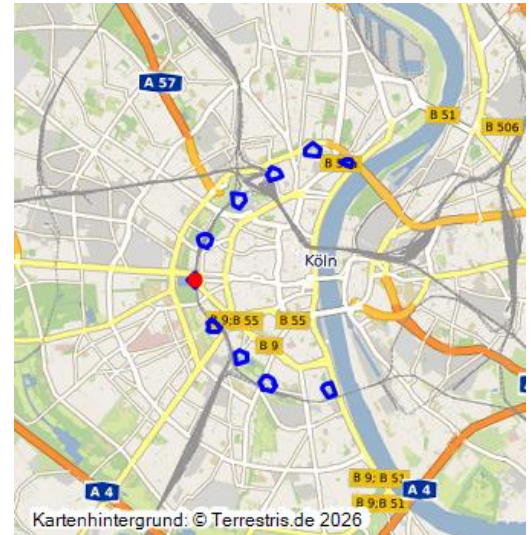 A 57
B 51
B 506
Köln
B 9;B 55
B 55
B 9
B 9; B 51
A 4
A 4
B 9;B 51
Kartenhintergrund: © Terrestris.de 2026